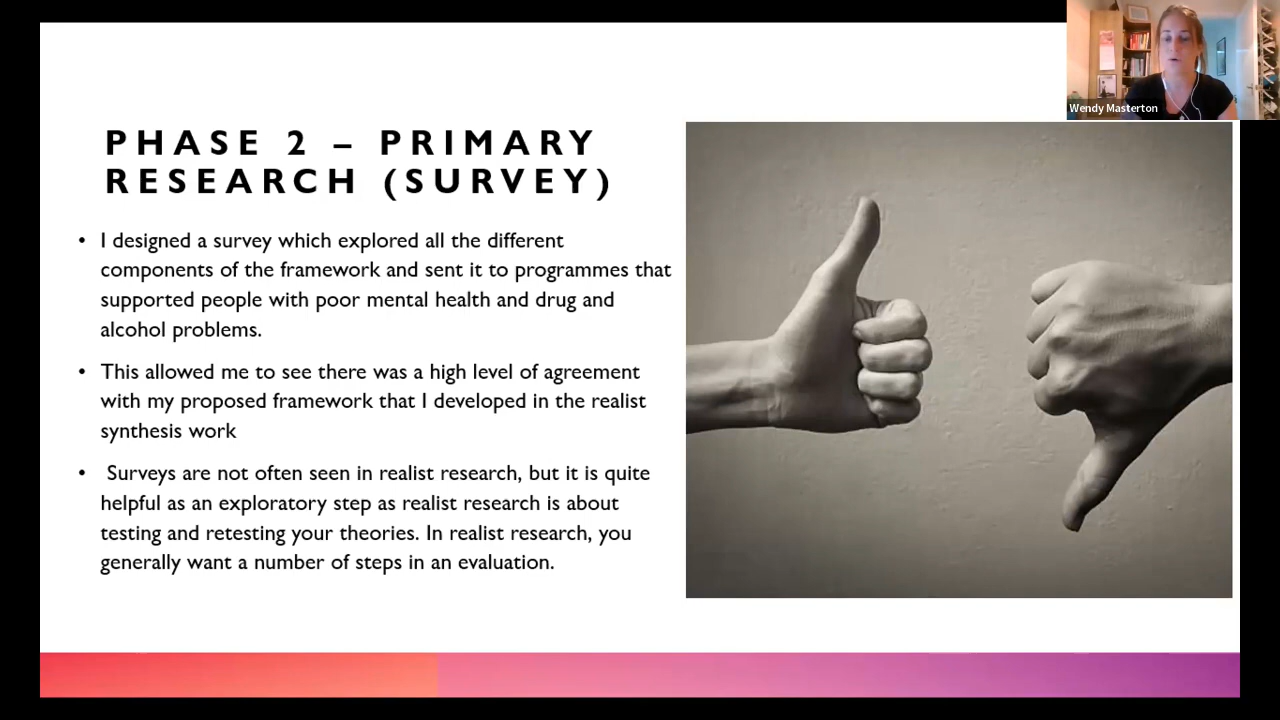 Wendy Masterton
PHASE 2 – PRIMARY
RESEARCH (SURVEY)
• I designed a survey which explored all the different
components of the framework and sent it to programmes that
supported people with poor mental health and drug and
alcohol problems.
• This allowed me to see there was a high level of agreement
with my proposed framework that I developed in the realist
synthesis work
• Surveys are not often seen in realist research, but it is quite
helpful as an exploratory step as realist research is about
testing and retesting your theories. In realist research, you
generally want a number of steps in an evaluation.